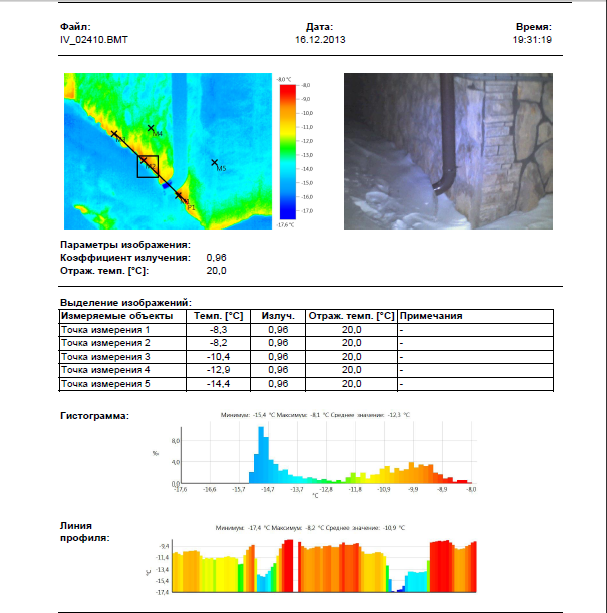 Файл: Дата: Время:
IV_02410.BMT 16.12.2013 19:31:19
-8,0 °C
-8,0
-9,0
-10,0
-11,0
-12,0
-13,0
-14,0
-15,0
-16,0
-17,0
-17,6 °C
M3
M4
M2
M5
M1
P1
Параметры изображения:
Коэффициент излучения: 0,96
Отраж. темп. [°C]: 20,0
Выделение изображений:
Измеряемые объекты Темп. [°C] Излуч. Отраж. темп. [°C] Примечания
Точка измерения 1 -8,3 0,96 20,0 -
Точка измерения 2 -8,2 0,96 20,0 -
Точка измерения 3 -10,4 0,96 20,0 -
Точка измерения 4 -12,9 0,96 20,0 -
Точка измерения 5 -14,4 0,96 20,0 -
Гистограмма:
Минимум: -15,4 °C Максимум: -8,1 °C Среднее значение: -12,3 °C
%
8,0
4,0
0,0
-17,6 -16,6 -15,7 -14,7 -13,7 -12,8 -11,8 -10,9 -9,9 -8,9 -8,0
°C
Линия
профиля:
Минимум: -17,4 °C Максимум: -8,2 °C Среднее значение: -10,9 °C
°C
-9,4
-11,4
-13,4
-15,4
-17,4